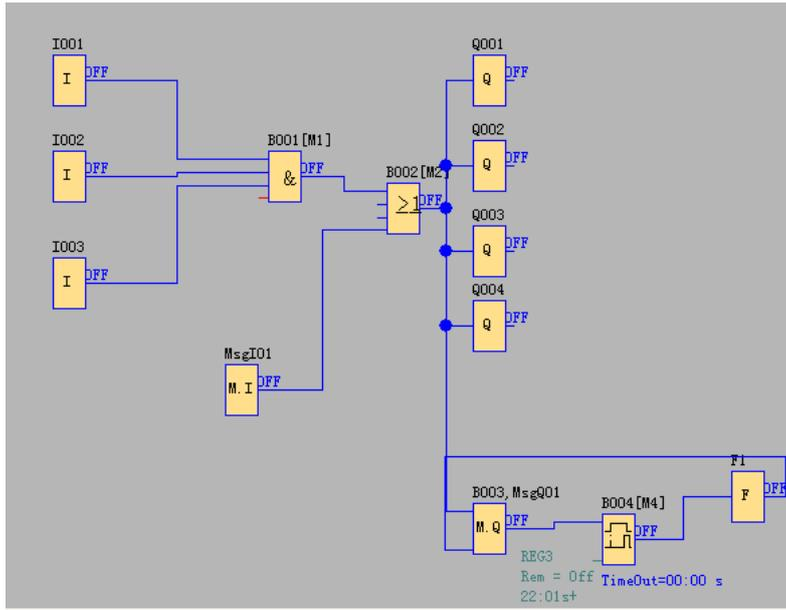 I001
I
OFF
I002
I
OFF
I003
I
OFF
B001[M1]
&
OFF
B002[M2]
≥1
OFF
MsgI01
M.I
OFF
Q001
Q
OFF
Q002
Q
OFF
Q003
Q
OFF
Q004
Q
OFF
B003,MsgQ01
M.Q
OFF
B004[M4]
OFF
F1
F
OFF
REG3
Rem = Off
22:01s+
TimeOut=00:00 s